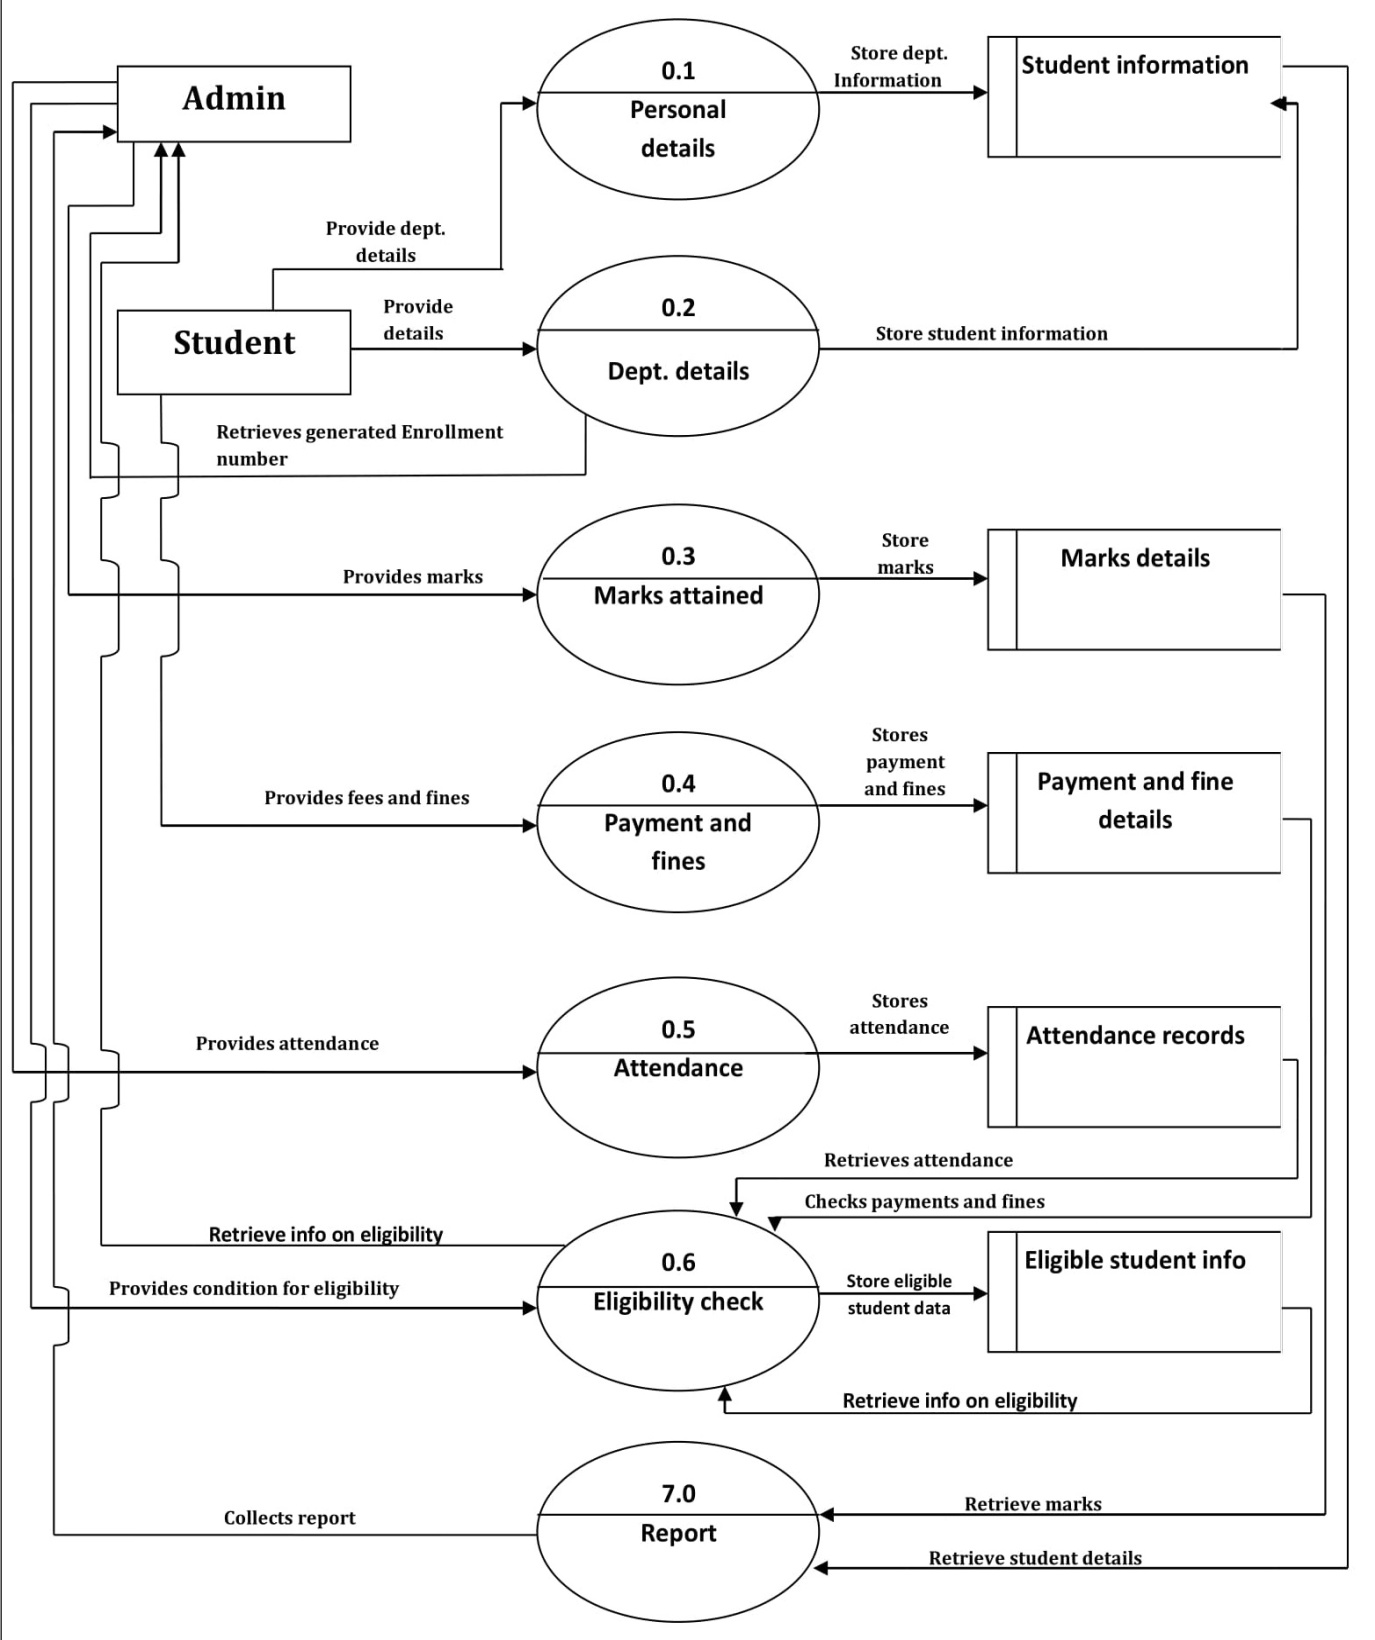 Admin
0.1
Personal
details
Store dept.
Information
Student information
Provide dept.
details
Student
Provide
details
0.2
Dept. details
Store student information
Retrieves generated Enrollment
number
0.3
Marks attained
Provides marks
Store
marks
Marks details
0.4
Payment and
fines
Provides fees and fines
Stores
payment
and fines
Payment and fine
details
0.5
Attendance
Provides attendance
Stores
attendance
Attendance records
Retrieves attendance
Checks payments and fines
Retrieve info on eligibility
Provides condition for eligibility
0.6
Eligibility check
Store eligible
student data
Eligible student info
Retrieve info on eligibility
7.0
Report
Collects report
Retrieve marks
Retrieve student details